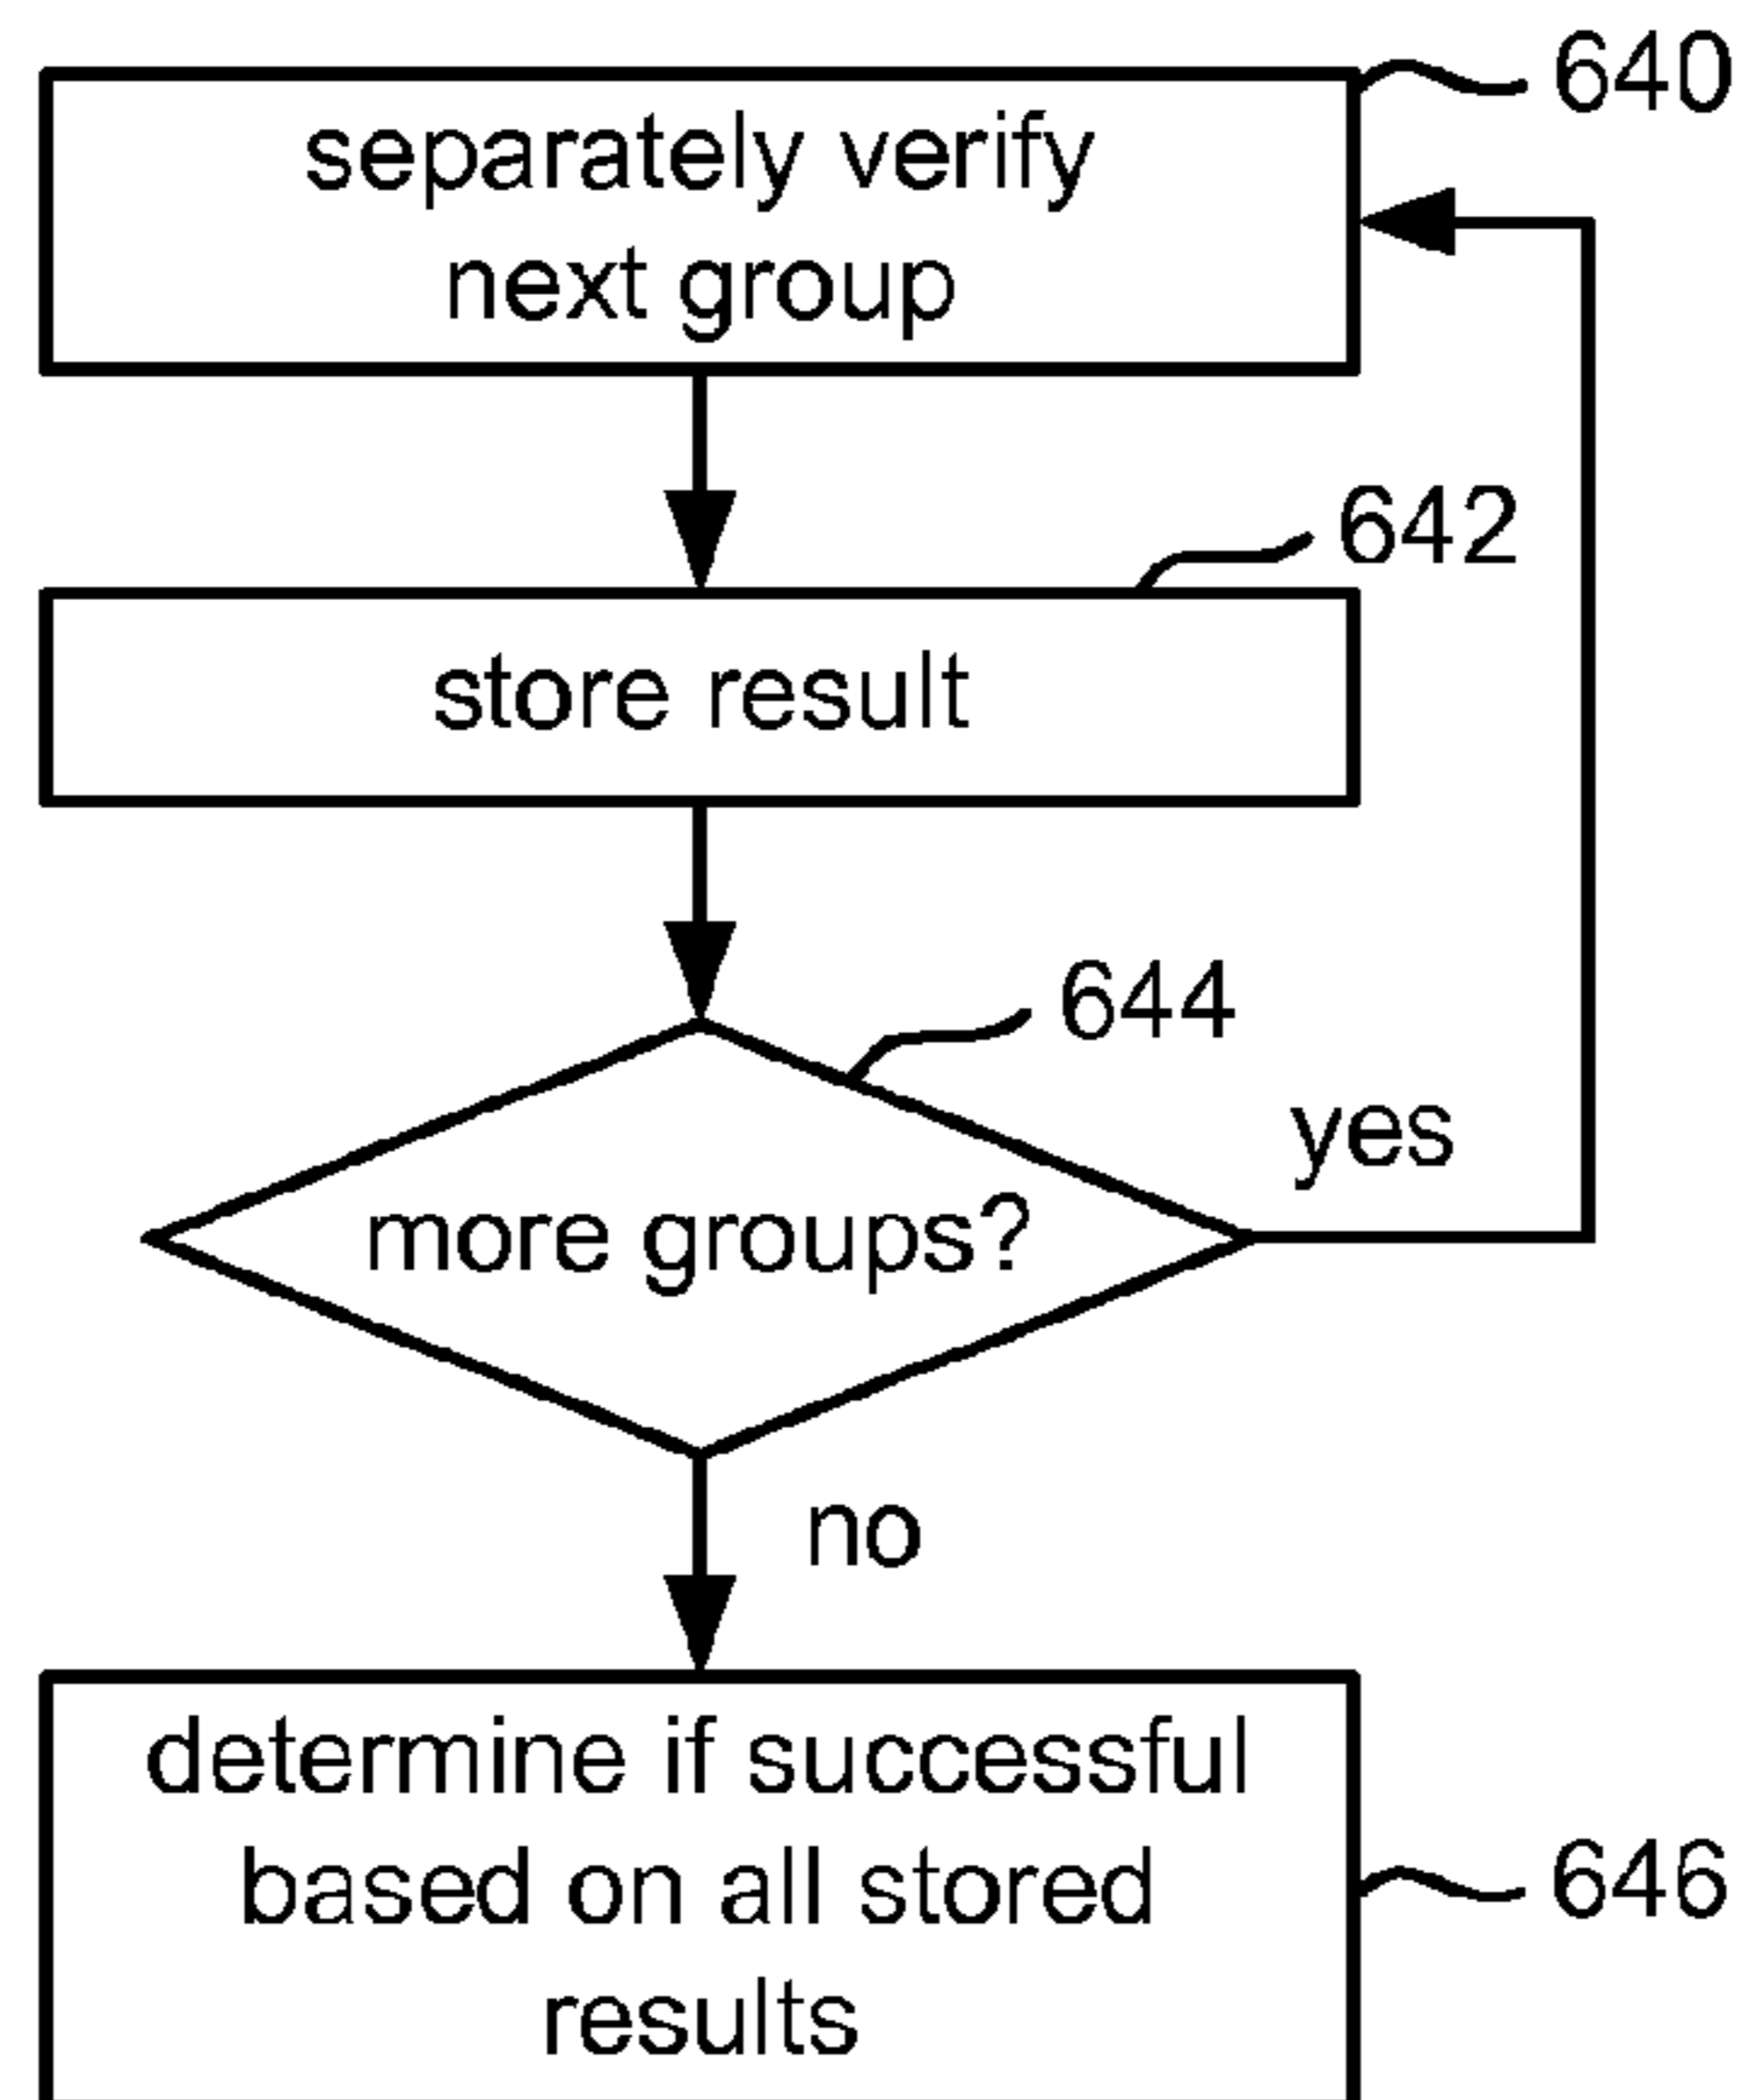 640
separately verify
next group
642
store result
644
yes
more groups?
no
determine if successful
based on all stored
646
results